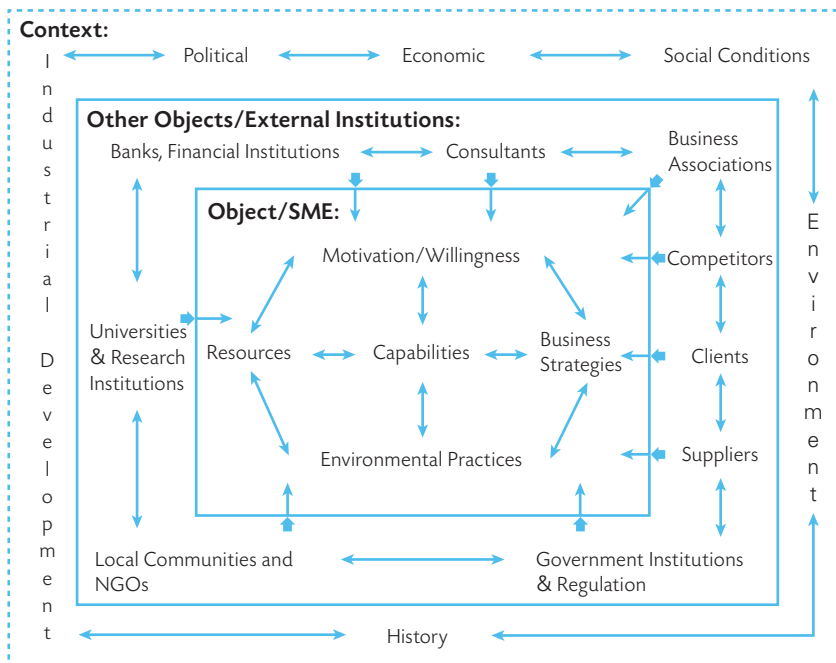 Context:
Political
Economic
Social Conditions
Industrial Development
Other Objects/External Institutions:
Banks, Financial Institutions
Consultants
Business
Associations
Object/SME:
Motivation/Willingness
Competitors
Environment
Universities
& Research
Institutions
Resources
Capabilities
Business
Strategies
Clients
Environmental Practices
Suppliers
Local Communities and
NGOs
Government Institutions
& Regulation
History